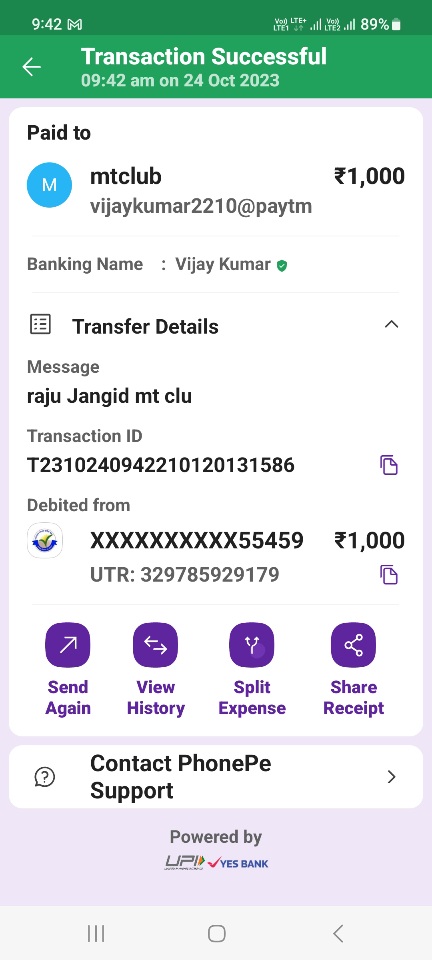 9:42
Vo) LTE+ Vo)
LTE1 LTE2 89%
Transaction Successful
09:42 am on 24 Oct 2023
Paid to
M mtclub ₹1,000
vijaykumar2210@paytm
Banking Name : Vijay Kumar
Transfer Details
Message
raju Jangid mt clu
Transaction ID
T2310240942210120131586
Debited from
XXXXXXXXXX55459 ₹1,000
UTR: 329785929179
Send Again
View History
Split Expense
Share Receipt
Contact PhonePe
Support
Powered by
UPI YES BANK